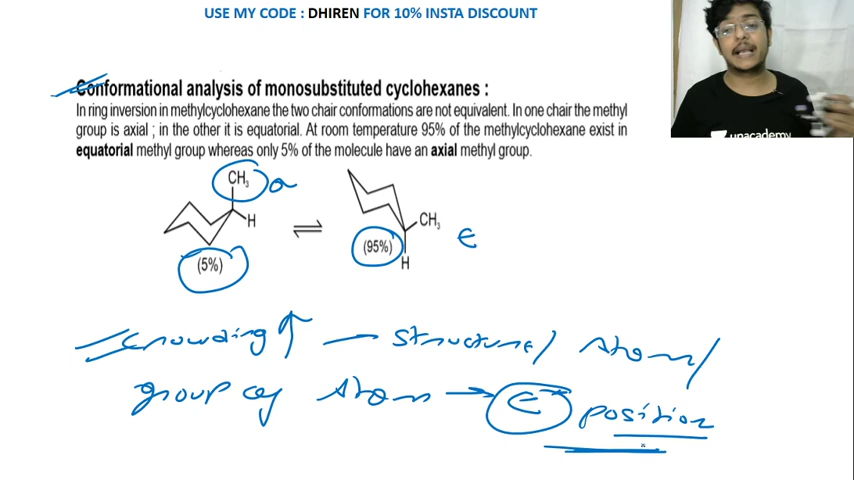 USE MY CODE : DHIREN FOR 10% INSTA DISCOUNT
Conformational analysis of monosubstituted cyclohexanes :
In ring inversion in methylcyclohexane the two chair conformations are not equivalent. In one chair the methyl
group is axial ; in the other it is equatorial. At room temperature 95% of the methylcyclohexane exist in
equatorial methyl group whereas only 5% of the molecule have an axial methyl group.
CH3 a
H
(5%)
CH3
(95%) e
H
crowding ↑ — structure/ Atom/
group of Atom → e position
unacademy